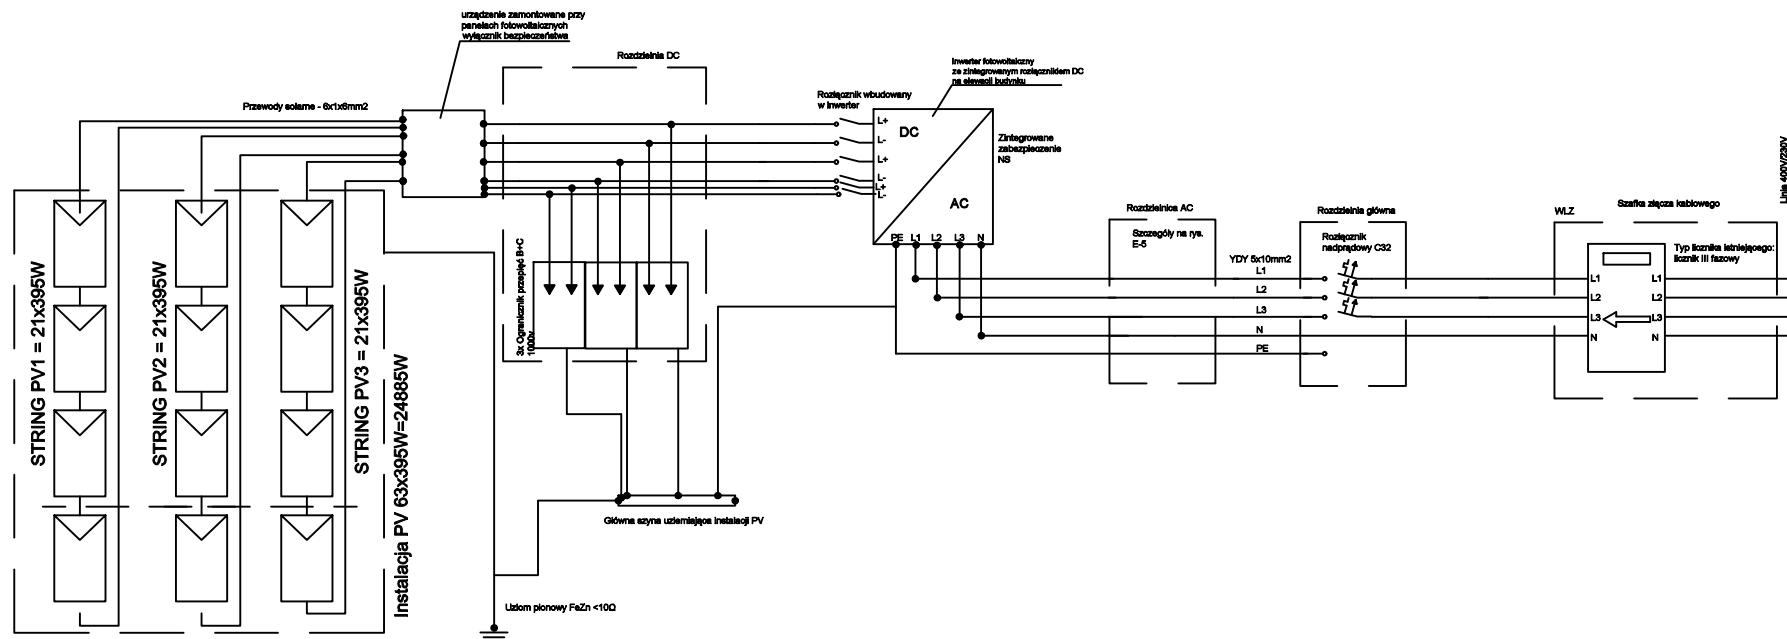 urządzenie zamontowane przy
panelach fotowoltaicznych
wyłącznik bezpieczeństwa
Rozdzielnia DC
Inwerter fotowoltaiczny
ze zintegrowanym rozłącznikiem DC
na elewacji budynku
Przewody solarne - 6x1x6mm2
Rozłącznik wbudowany
w inwerter
L+
L-
L+
L-
L+
L-
DC
AC
Zintegrowane
zabezpieczenie
NS
PE L1 L2 L3 N
Rozdzielnica AC
Szczegóły na rys.
E-5
Rozdzielnia główna
Rozłącznik
nadprądowy C32
YDY 5x10mm2
L1
L2
L3
N
PE
WLZ
Szafka złącza kablowego
Typ licznika istniejącego:
licznik III fazowy
L1 L1
L2 L2
L3 L3
N N
Linia 400V/230V
3x Ogranicznik przepięć B+C
1000v
STRING PV1 = 21x395W
STRING PV2 = 21x395W
STRING PV3 = 21x395W
Instalacja PV 63x395W=24885W
Główna szyna uziemiająca instalacji PV
Uziom pionowy FeZn <10Ω